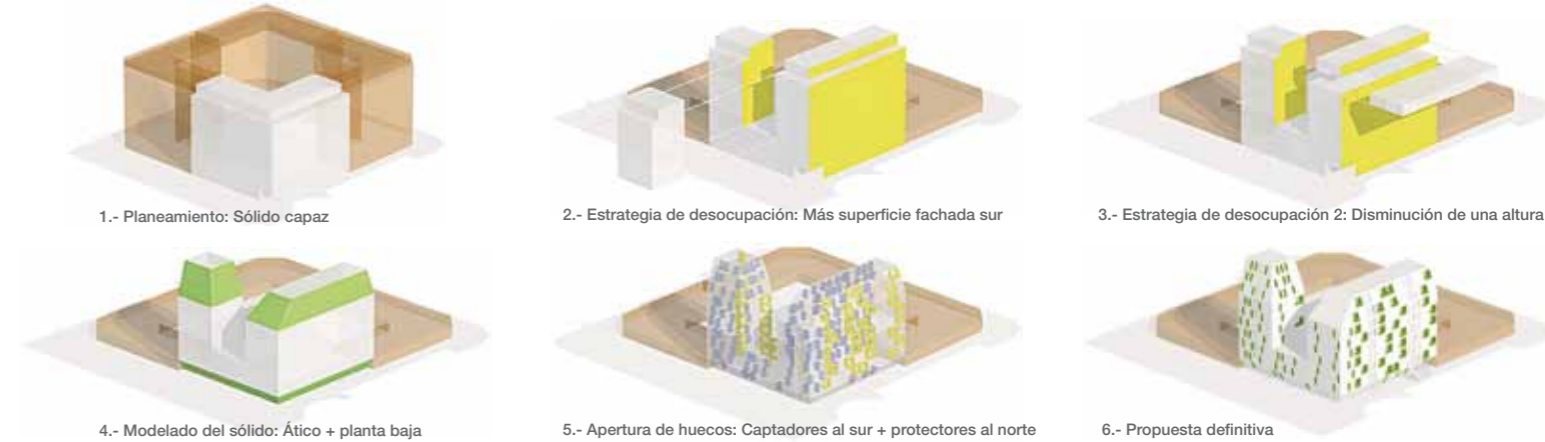 1.- Planeamiento: Sólido capaz
2.- Estrategia de desocupación: Más superficie fachada sur
3.- Estrategia de desocupación 2: Disminución de una altura
4.- Modelado del sólido: Ático + planta baja
5.- Apertura de huecos: Captadores al sur + protectores al norte
6.- Propuesta definitiva